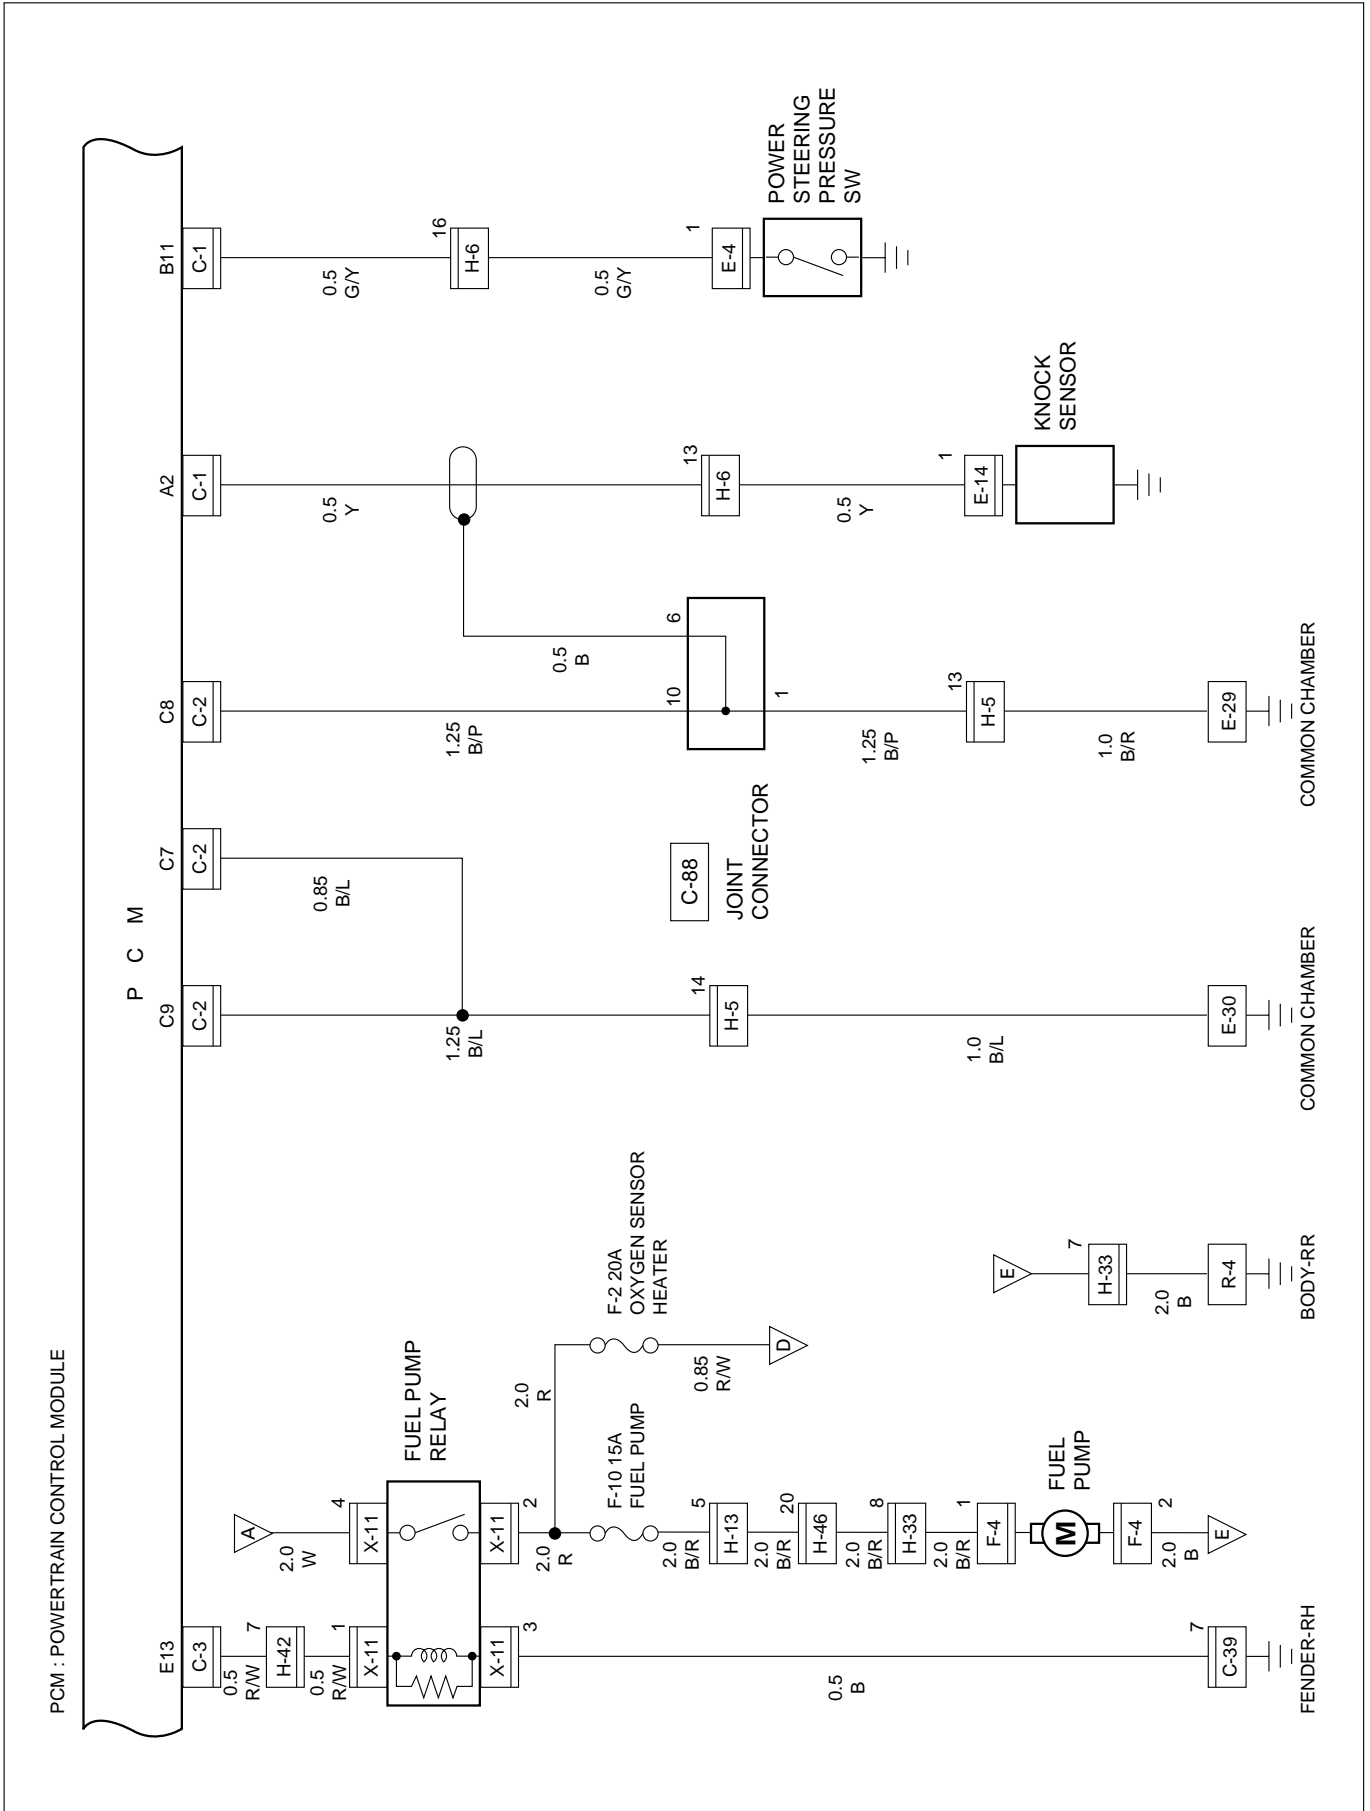 PCM : POWERTRAIN CONTROL MODULE
P C M
E13
C-3
0.5
R/W
7
H-42
0.5
R/W
1
X-11
X-11
3
0.5
B
7
C-39
FENDER-RH
A
2.0
W
4
X-11
FUEL PUMP
RELAY
X-11
2
2.0
R
2.0
R
F-10 15A
FUEL PUMP
F-2 20A
OXYGEN SENSOR
HEATER
0.85
R/W
D
2.0
B/R
5
H-13
2.0
B/R
20
H-46
2.0
B/R
8
H-33
2.0
B/R
1
F-4
M
FUEL
PUMP
F-4
2
2.0
B
E
E
7
H-33
2.0
B
R-4
BODY-RR
C9
C-2
1.25
B/L
14
H-5
1.0
B/L
E-30
COMMON CHAMBER
C7
C-2
0.85
B/L
C-88
JOINT
CONNECTOR
C8
C-2
1.25
B/P
10
6
1
0.5
B
1.25
B/P
13
H-5
1.0
B/R
E-29
COMMON CHAMBER
A2
C-1
0.5
Y
13
H-6
0.5
Y
1
E-14
KNOCK
SENSOR
B11
C-1
0.5
G/Y
16
H-6
0.5
G/Y
1
E-4
POWER
STEERING
PRESSURE
SW